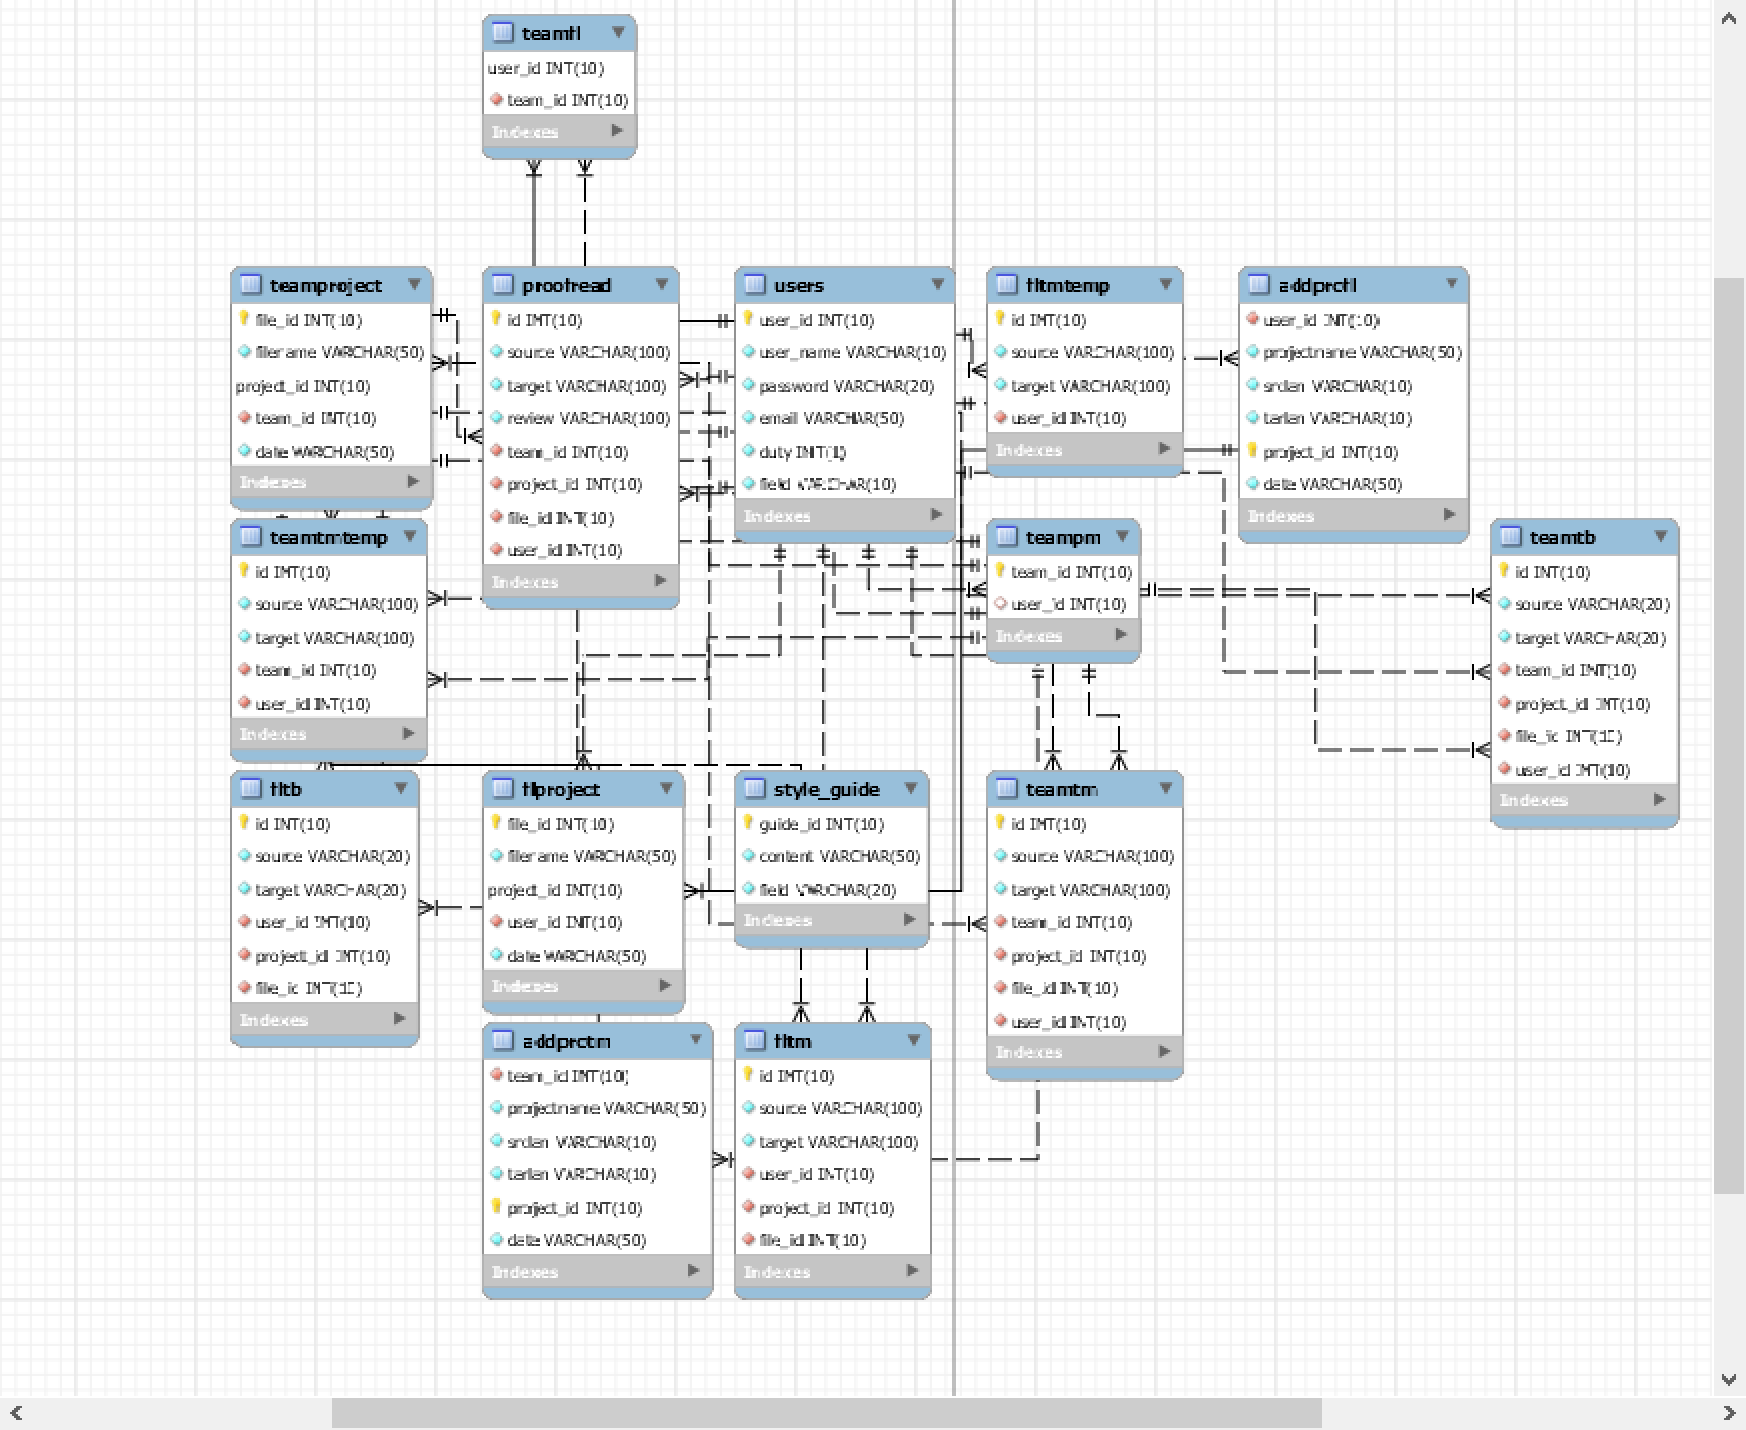 teamfl
user_id INT(10)
team_id INT(10)
Indexes
teamproject
file_id INT(10)
filename VARCHAR(50)
project_id INT(10)
team_id INT(10)
date VARCHAR(50)
Indexes
proofread
id INT(10)
source VARCHAR(100)
target VARCHAR(100)
review VARCHAR(100)
team_id INT(10)
project_id INT(10)
file_id INT(10)
user_id INT(10)
Indexes
users
user_id INT(10)
user_name VARCHAR(10)
password VARCHAR(20)
email VARCHAR(50)
duty INT(1)
field VARCHAR(10)
Indexes
fltmtemp
id INT(10)
source VARCHAR(100)
target VARCHAR(100)
user_id INT(10)
Indexes
addprcfl
user_id INT(10)
projectname VARCHAR(50)
srclan VARCHAR(10)
tarlan VARCHAR(10)
project_id INT(10)
date VARCHAR(50)
Indexes
teamtmtemp
id INT(10)
source VARCHAR(100)
target VARCHAR(100)
team_id INT(10)
user_id INT(10)
Indexes
teampm
team_id INT(10)
user_id INT(10)
Indexes
teamtb
id INT(10)
source VARCHAR(20)
target VARCHAR(20)
team_id INT(10)
project_id INT(10)
file_id INT(10)
user_id INT(10)
Indexes
fltb
id INT(10)
source VARCHAR(20)
target VARCHAR(20)
user_id INT(10)
project_id INT(10)
file_id INT(10)
Indexes
flproject
file_id INT(10)
filename VARCHAR(50)
project_id INT(10)
user_id INT(10)
date VARCHAR(50)
Indexes
style_guide
guide_id INT(10)
content VARCHAR(50)
field VARCHAR(20)
Indexes
teamtm
id INT(10)
source VARCHAR(100)
target VARCHAR(100)
team_id INT(10)
project_id INT(10)
file_id INT(10)
user_id INT(10)
Indexes
addprctm
team_id INT(10)
projectname VARCHAR(50)
srclan VARCHAR(10)
tarlan VARCHAR(10)
project_id INT(10)
date VARCHAR(50)
Indexes
fltm
id INT(10)
source VARCHAR(100)
target VARCHAR(100)
user_id INT(10)
project_id INT(10)
file_id INT(10)
Indexes